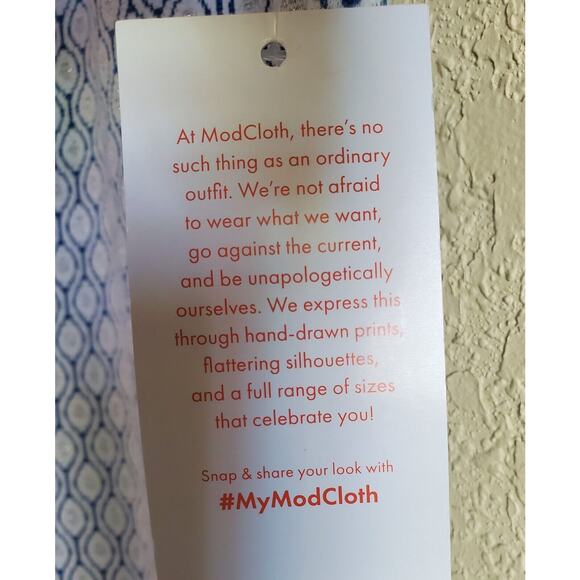 At ModCloth, there's no
such thing as an ordinary
outfit. We're not afraid
to wear what we want,
go against the current,
and be unapologetically
ourselves. We express this
through hand-drawn prints,
flattering silhouettes,
and a full range of sizes
that celebrate you!
Snap & share your look with
#MyModCloth